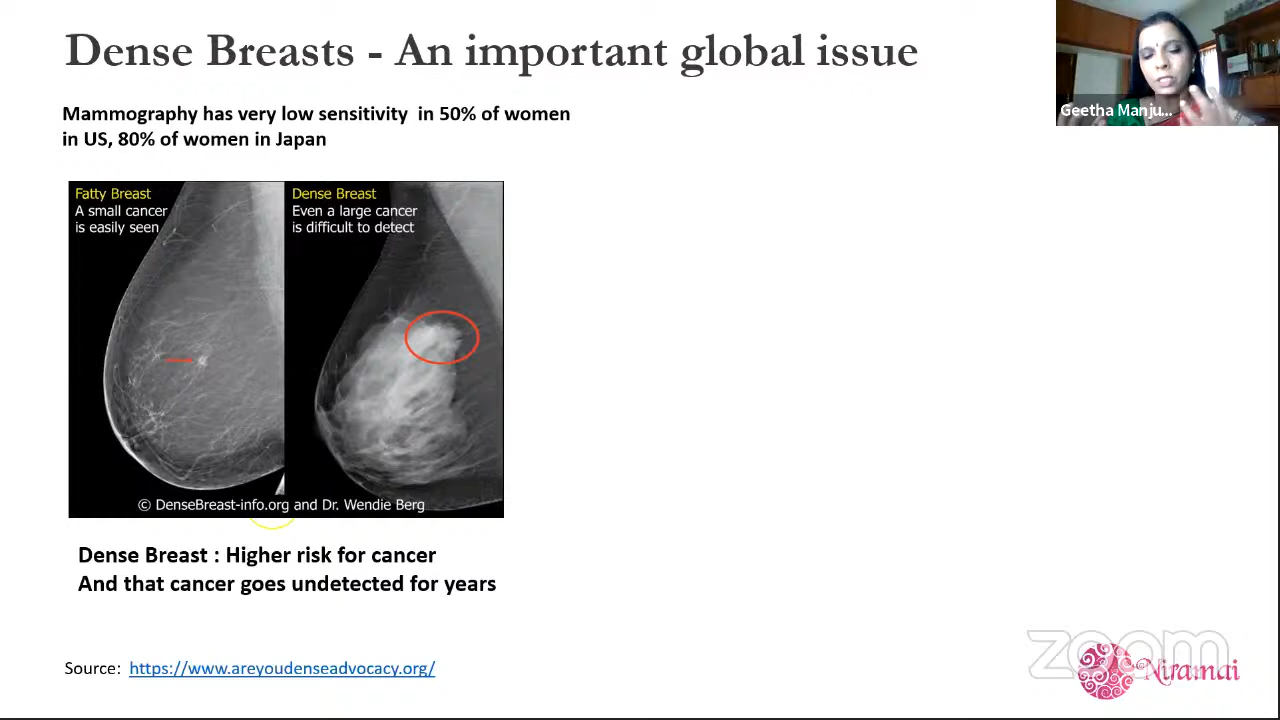 Dense Breasts - An important global issue
Geetha Manju...
Mammography has very low sensitivity in 50% of women
in US, 80% of women in Japan
Fatty Breast
A small cancer
is easily seen
Dense Breast
Even a large cancer
is difficult to detect
© DenseBreast-info.org and Dr. Wendie Berg
Dense Breast : Higher risk for cancer
And that cancer goes undetected for years
Source: https://www.areyoudenseadvocacy.org/
zoom
Niramai